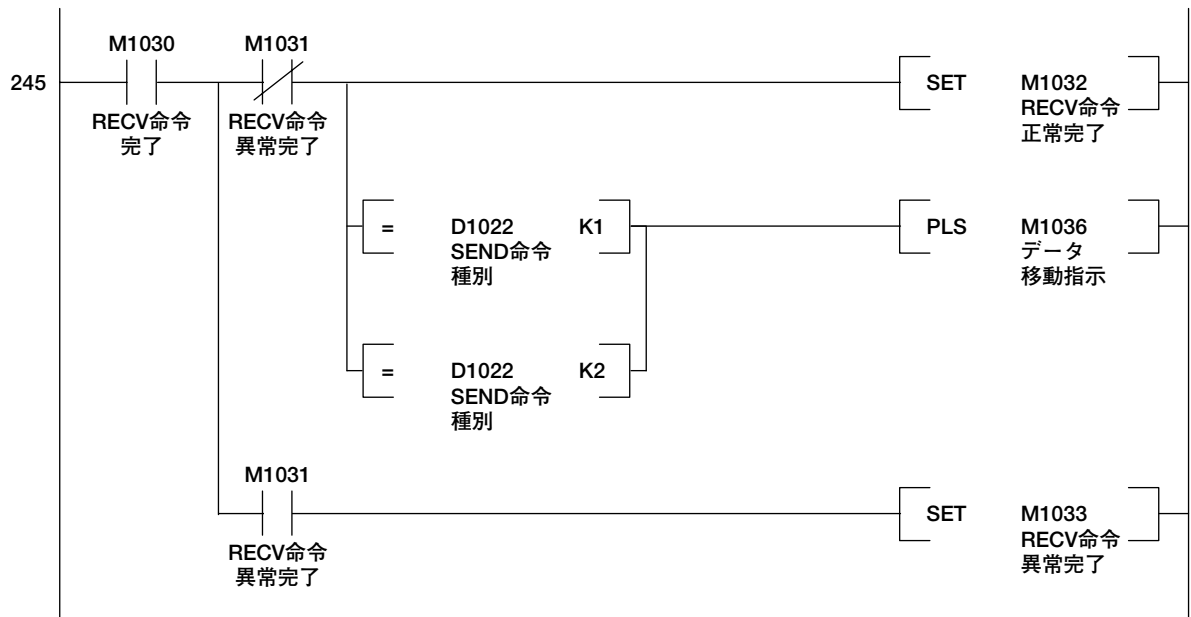 M1030
M1031
245
SET
M1032
RECV命令
完了
RECV命令
異常完了
RECV命令
正常完了
=
D1022
K1
SEND命令
種別
PLS
M1036
データ
移動指示
=
D1022
K2
SEND命令
種別
M1031
RECV命令
異常完了
SET
M1033
RECV命令
異常完了